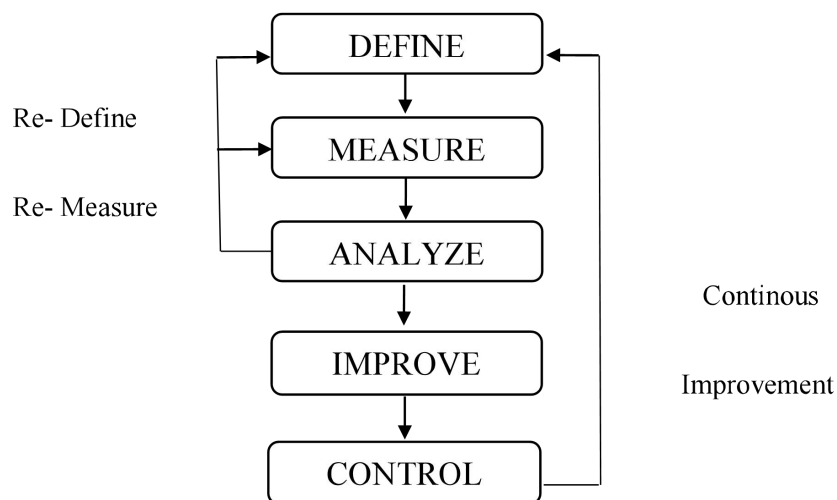 DEFINE
Re- Define
MEASURE
Re- Measure
ANALYZE
Continous
IMPROVE
Improvement
CONTROL